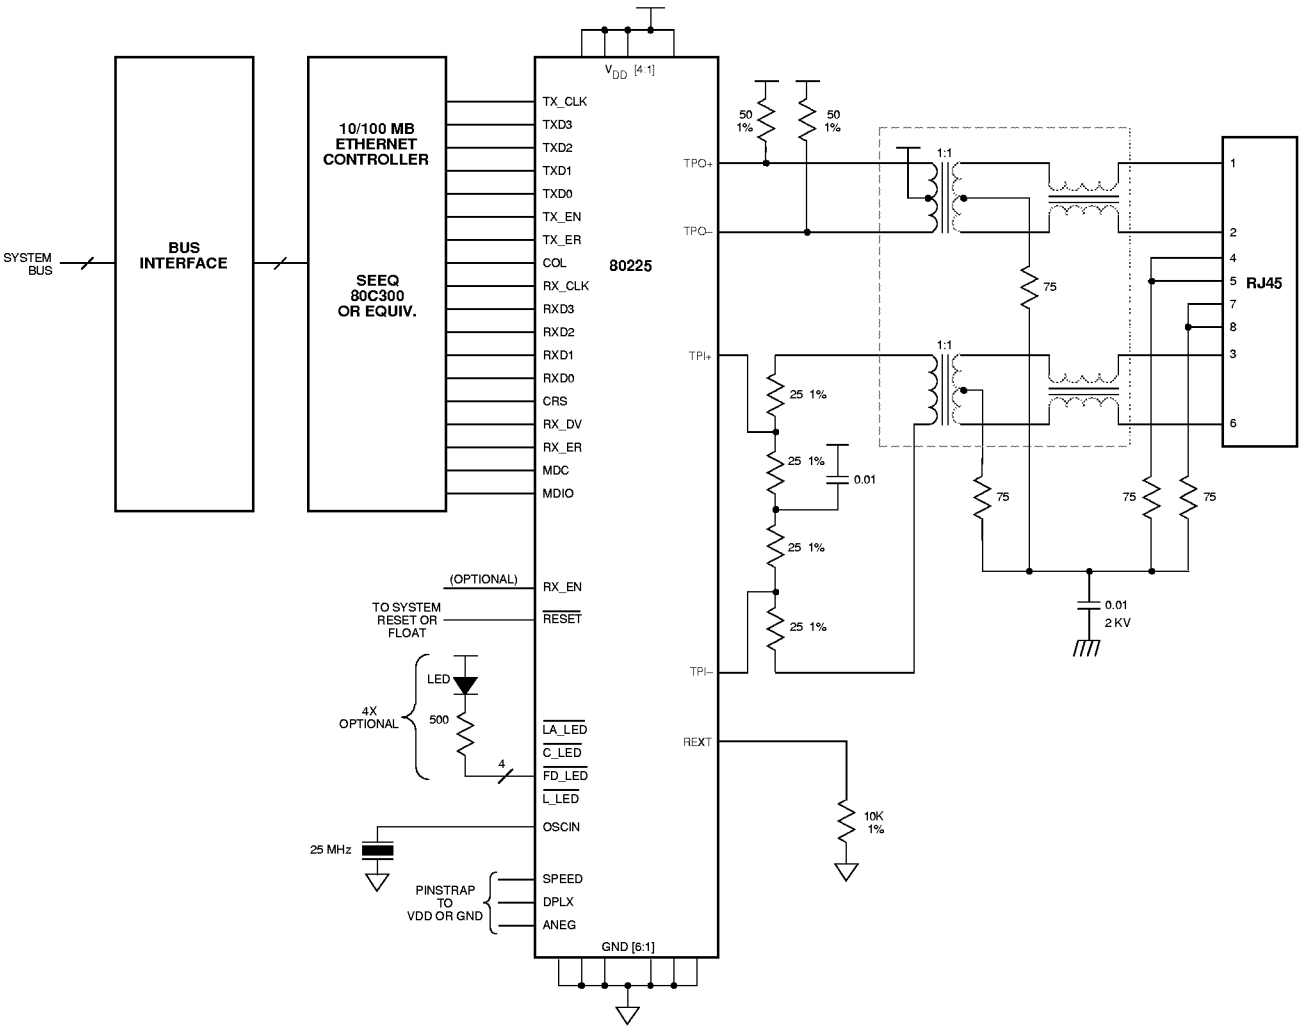 V_DD [4:1]
10/100 MB
ETHERNET
CONTROLLER
SEEQ
80C300
OR EQUIV.
BUS
INTERFACE
SYSTEM
BUS
TX_CLK
TXD3
TXD2
TXD1
TXD0
TX_EN
TX_ER
COL
RX_CLK
RXD3
RXD2
RXD1
RXD0
CRS
RX_DV
RX_ER
MDC
MDIO
(OPTIONAL)
RX_EN
TO SYSTEM
RESET OR
FLOAT
RESET
LED
500
4X
OPTIONAL
4
LA_LED
C_LED
FD_LED
L_LED
OSCIN
25 MHz
SPEED
DPLX
ANEG
PINSTRAP
TO
VDD OR GND
GND [6:1]
80225
TPO+
TPO–
TPI+
TPI–
REXT
50
1%
50
1%
1:1
1:1
25 1%
25 1%
0.01
25 1%
25 1%
10K
1%
75
75
75
75
0.01
2 KV
1
2
4
5
7
8
3
6
RJ45